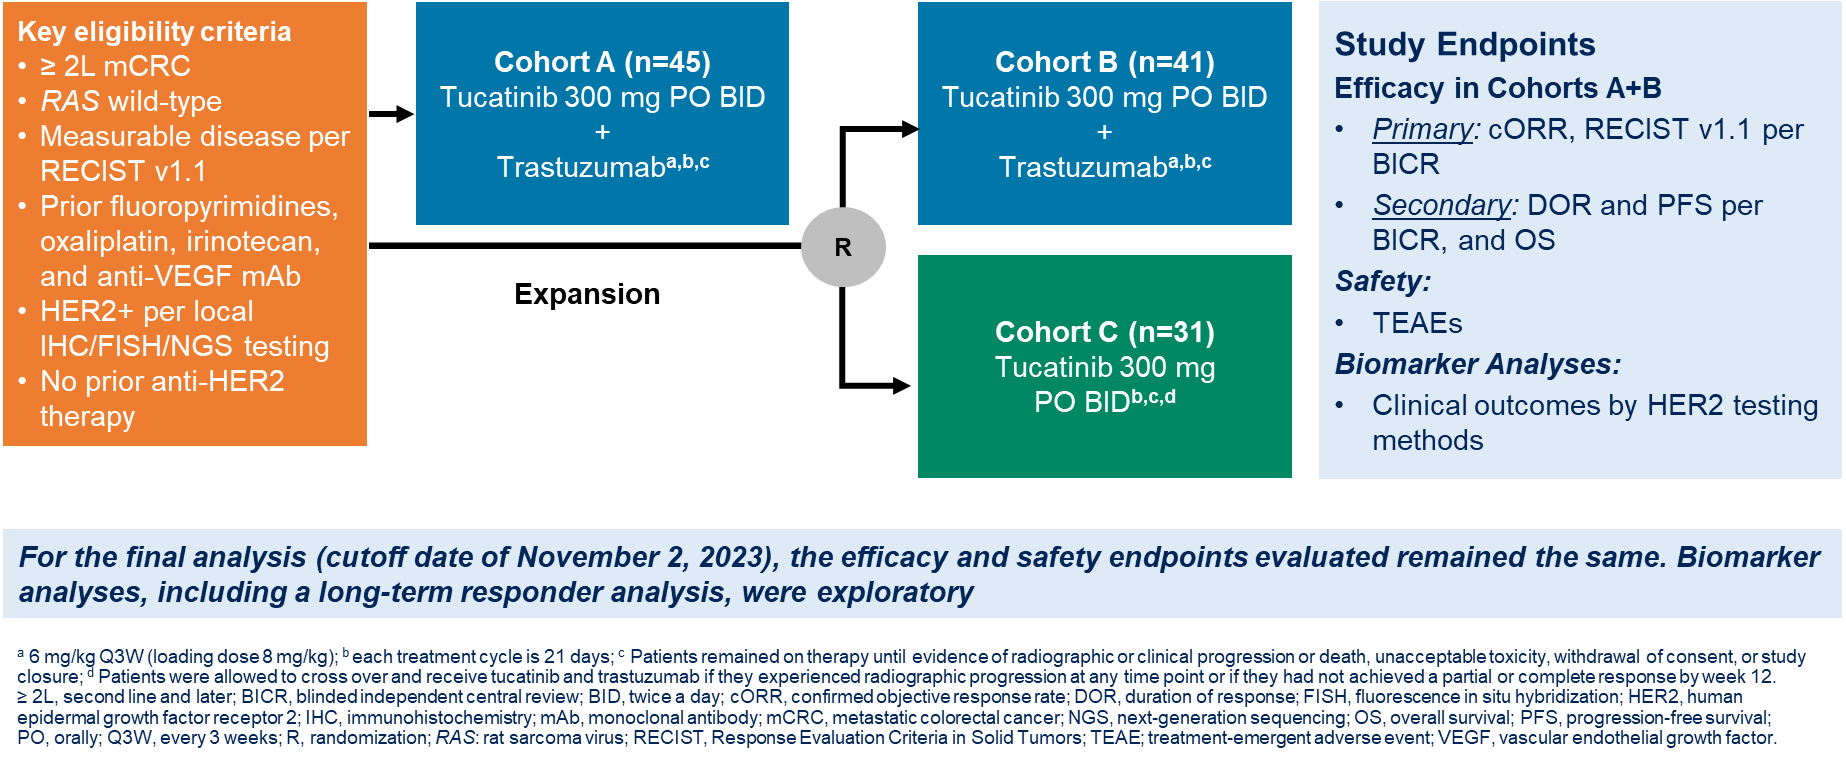 Key eligibility criteria
• ≥ 2L mCRC
• RAS wild-type
• Measurable disease per
RECIST v1.1
• Prior fluoropyrimidines,
oxaliplatin, irinotecan,
and anti-VEGF mAb
• HER2+ per local
IHC/FISH/NGS testing
• No prior anti-HER2
therapy
Cohort A (n=45)
Tucatinib 300 mg PO BID
+
Trastuzumabᵃ,ᵇ,ᶜ
Expansion
R
Cohort B (n=41)
Tucatinib 300 mg PO BID
+
Trastuzumabᵃ,ᵇ,ᶜ
Cohort C (n=31)
Tucatinib 300 mg
PO BIDᵇ,ᶜ,ᵈ
Study Endpoints
Efficacy in Cohorts A+B
• Primary: cORR, RECIST v1.1 per
BICR
• Secondary: DOR and PFS per
BICR, and OS
Safety:
• TEAEs
Biomarker Analyses:
• Clinical outcomes by HER2 testing
methods
For the final analysis (cutoff date of November 2, 2023), the efficacy and safety endpoints evaluated remained the same. Biomarker
analyses, including a long-term responder analysis, were exploratory
ᵃ 6 mg/kg Q3W (loading dose 8 mg/kg); ᵇ each treatment cycle is 21 days; ᶜ Patients remained on therapy until evidence of radiographic or clinical progression or death, unacceptable toxicity, withdrawal of consent, or study
closure; ᵈ Patients were allowed to cross over and receive tucatinib and trastuzumab if they experienced radiographic progression at any time point or if they had not achieved a partial or complete response by week 12.
≥ 2L, second line and later; BICR, blinded independent central review; BID, twice a day; cORR, confirmed objective response rate; DOR, duration of response; FISH, fluorescence in situ hybridization; HER2, human
epidermal growth factor receptor 2; IHC, immunohistochemistry; mAb, monoclonal antibody; mCRC, metastatic colorectal cancer; NGS, next-generation sequencing; OS, overall survival; PFS, progression-free survival;
PO, orally; Q3W, every 3 weeks; R, randomization; RAS: rat sarcoma virus; RECIST, Response Evaluation Criteria in Solid Tumors; TEAE; treatment-emergent adverse event; VEGF, vascular endothelial growth factor.